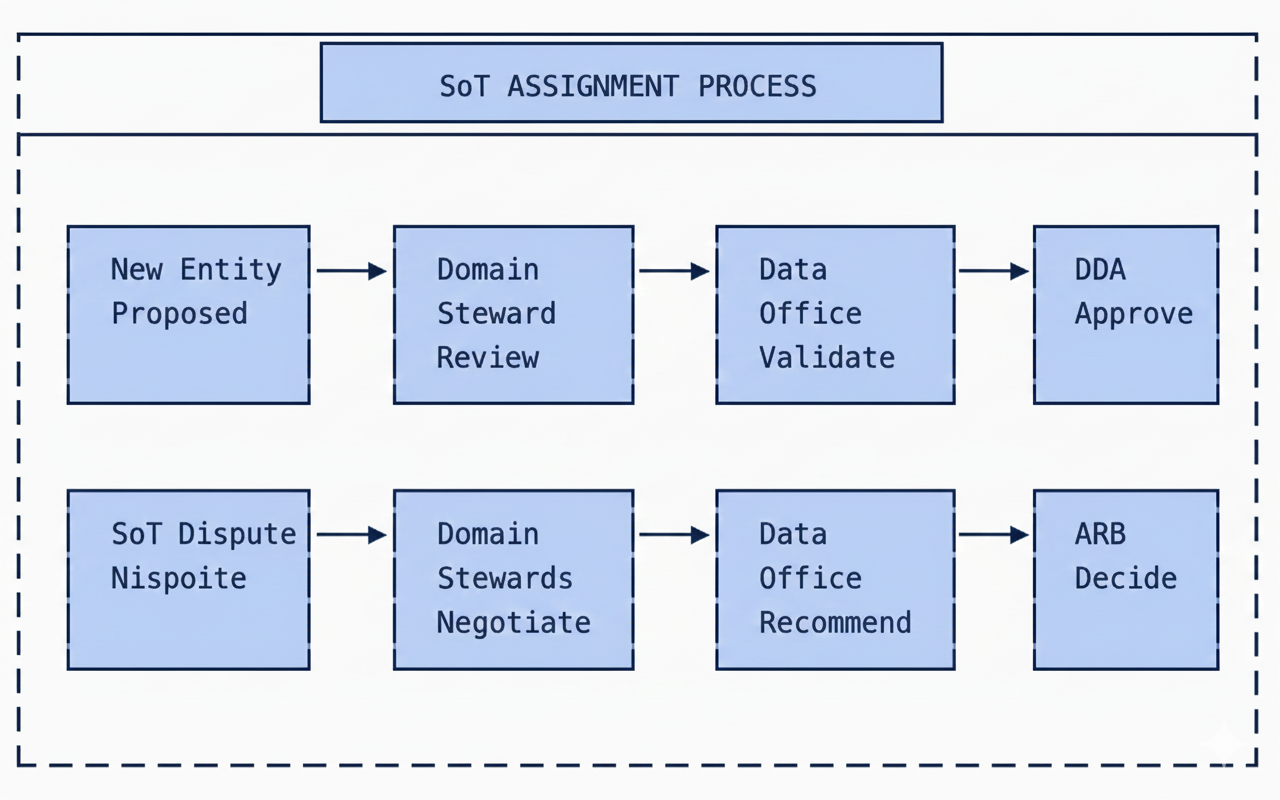 SoT ASSIGNMENT PROCESS
New Entity
Proposed
Domain
Steward
Review
Data
Office
Validate
DDA
Approve
SoT Dispute
Nispoite
Domain
Stewards
Negotiate
Data
Office
Recommend
ARB
Decide